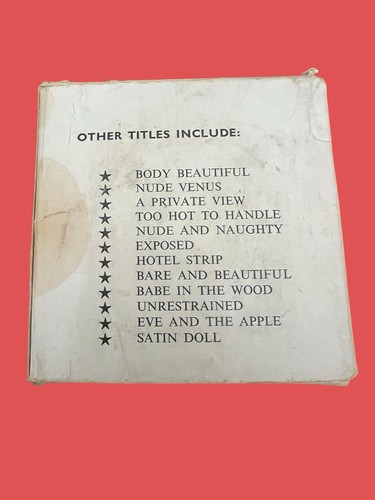 OTHER TITLES INCLUDE:
★ BODY BEAUTIFUL
★ NUDE VENUS
★ A PRIVATE VIEW
★ TOO HOT TO HANDLE
★ NUDE AND NAUGHTY
★ EXPOSED
★ HOTEL STRIP
★ BARE AND BEAUTIFUL
★ BABE IN THE WOOD
★ UNRESTRAINED
★ EVE AND THE APPLE
★ SATIN DOLL